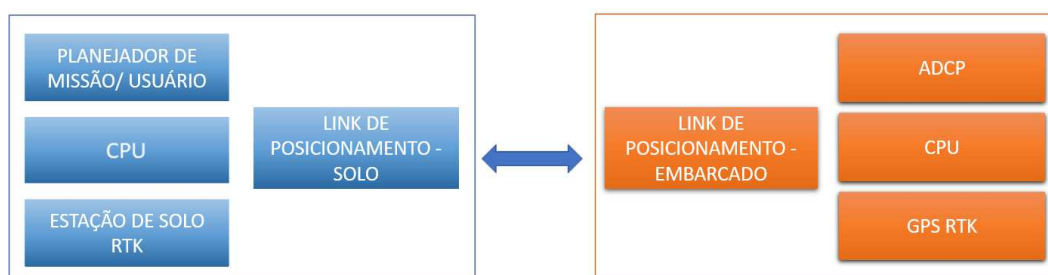 PLANEJADOR DE
MISSÃO/ USUÁRIO
CPU
ESTAÇÃO DE SOLO
RTK
LINK DE
POSICIONAMENTO -
SOLO
LINK DE
POSICIONAMENTO -
EMBARCADO
ADCP
CPU
GPS RTK